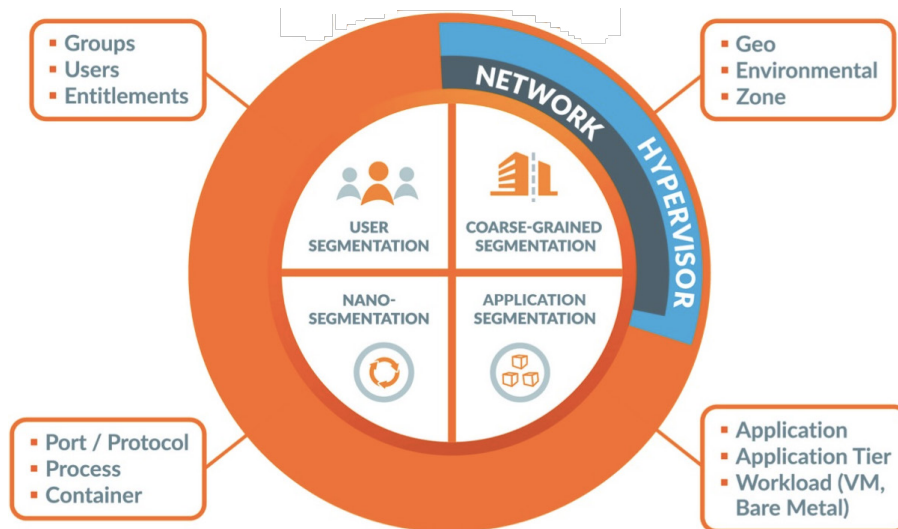 Groups
Users
Entitlements
Geo
Environmental
Zone
NETWORK
HYPERVISOR
USER
SEGMENTATION
COARSE-GRAINED
SEGMENTATION
NANO-
SEGMENTATION
APPLICATION
SEGMENTATION
Port / Protocol
Process
Container
Application
Application Tier
Workload (VM,
Bare Metal)